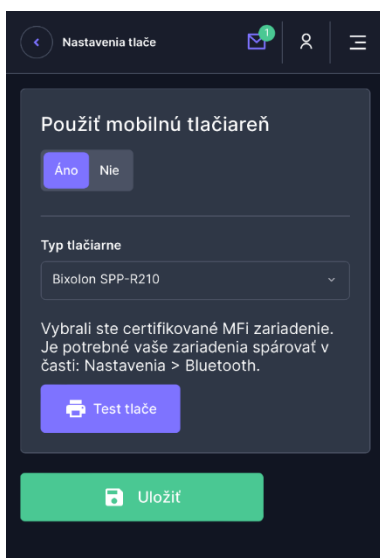 Nastavenia tlače
1
Použiť mobilnú tlačiareň
Áno Nie
Typ tlačiarne
Bixolon SPP-R210
Vybrali ste certifikované MFi zariadenie.
Je potrebné vaše zariadenia spárovať v
časti: Nastavenia > Bluetooth.
Test tlače
Uložiť